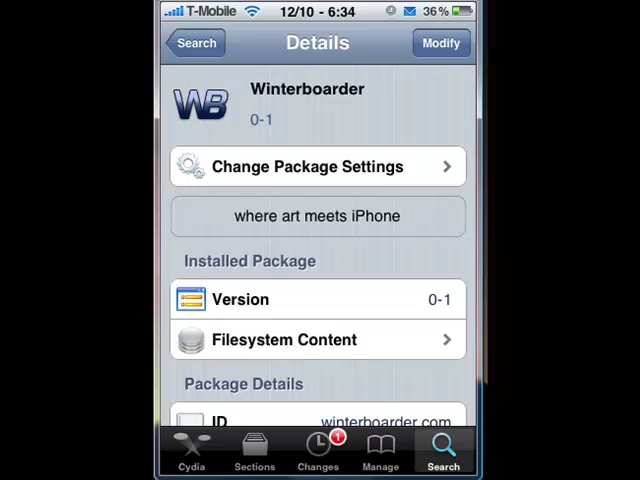 T-Mobile 12/10 - 6:34 36%
Search Details Modify
WB Winterboarder
0-1
Change Package Settings
where art meets iPhone
Installed Package
Version 0-1
Filesystem Content
Package Details
ID winterboarder.com
1
Cydia Sections Changes Manage Search